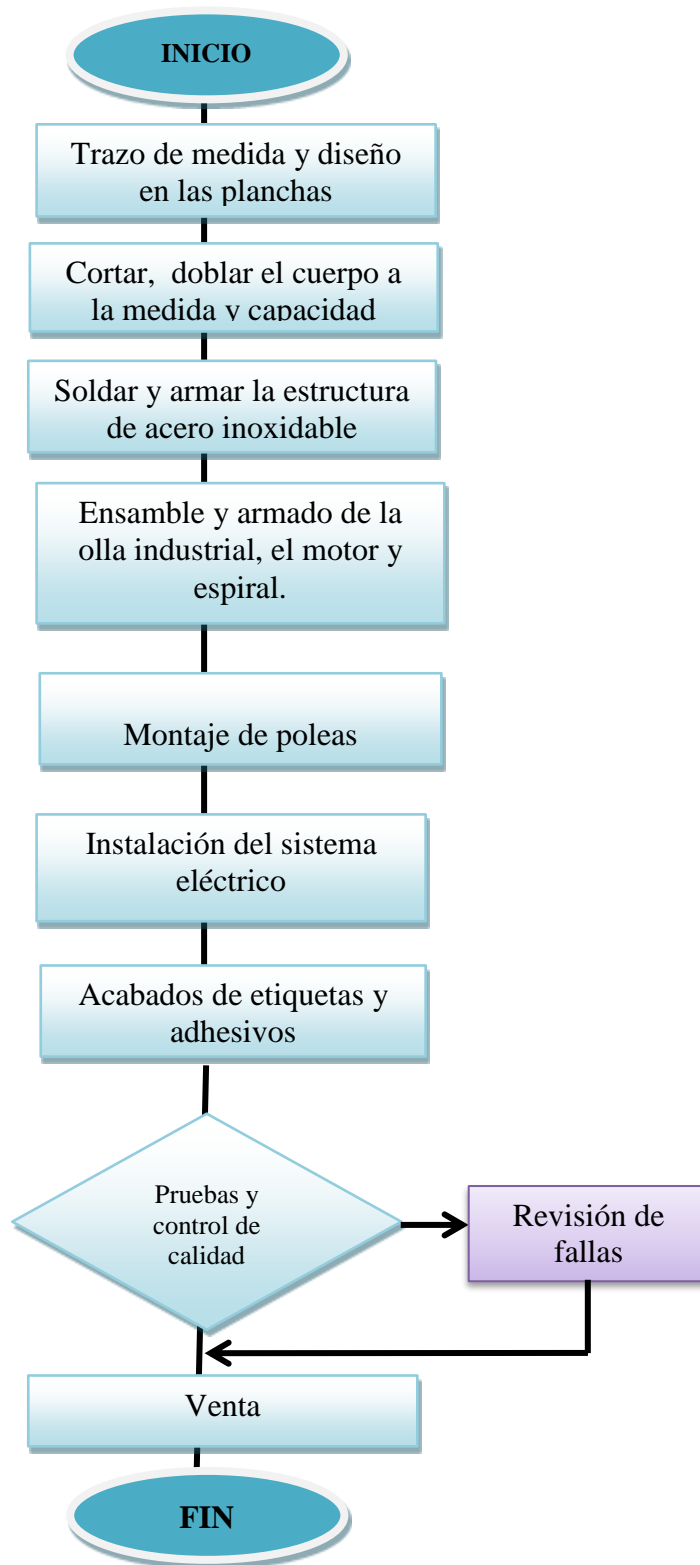 INICIO
Trazo de medida y diseño
en las planchas
Cortar, doblar el cuerpo a
la medida y capacidad
Soldar y armar la estructura
de acero inoxidable
Ensamble y armado de la
olla industrial, el motor y
espiral.
Montaje de poleas
Instalación del sistema
eléctrico
Acabados de etiquetas y
adhesivos
Pruebas y
control de
calidad
Revisión de
fallas
Venta
FIN